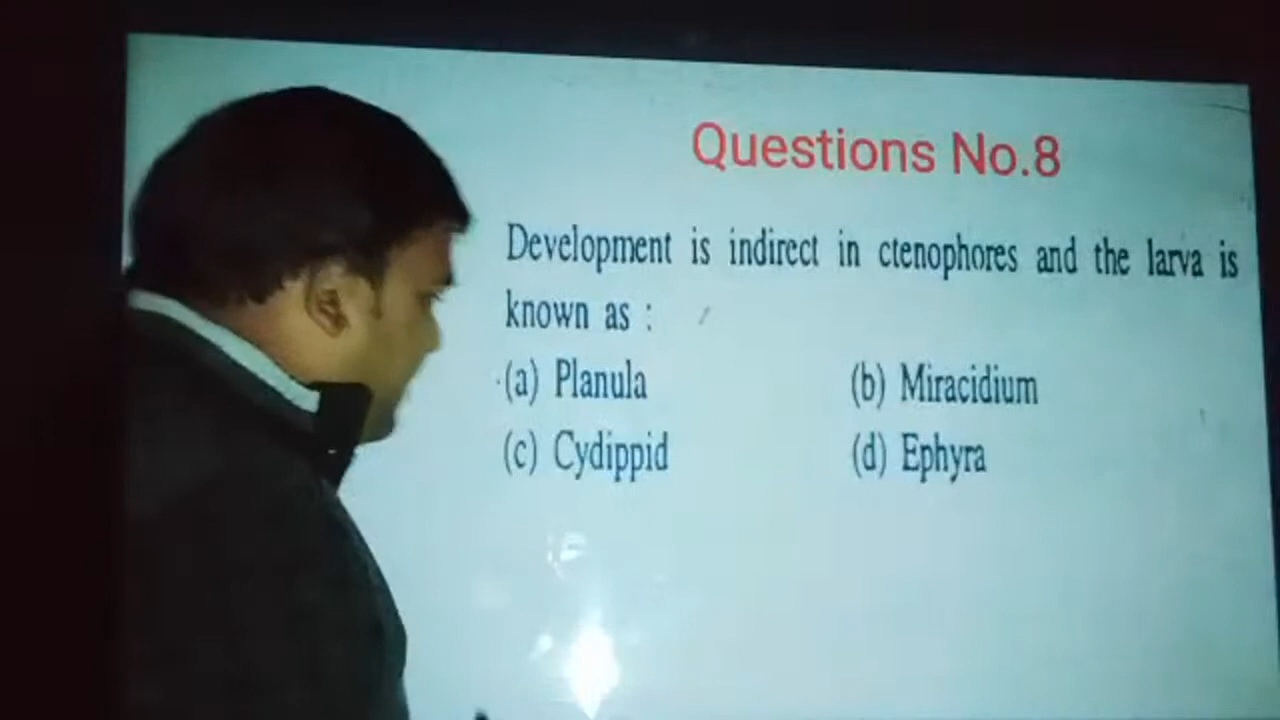 Questions No.8
Development is indirect in ctenophores and the larva is
known as :
(a) Planula (b) Miracidium
(c) Cydippid (d) Ephyra